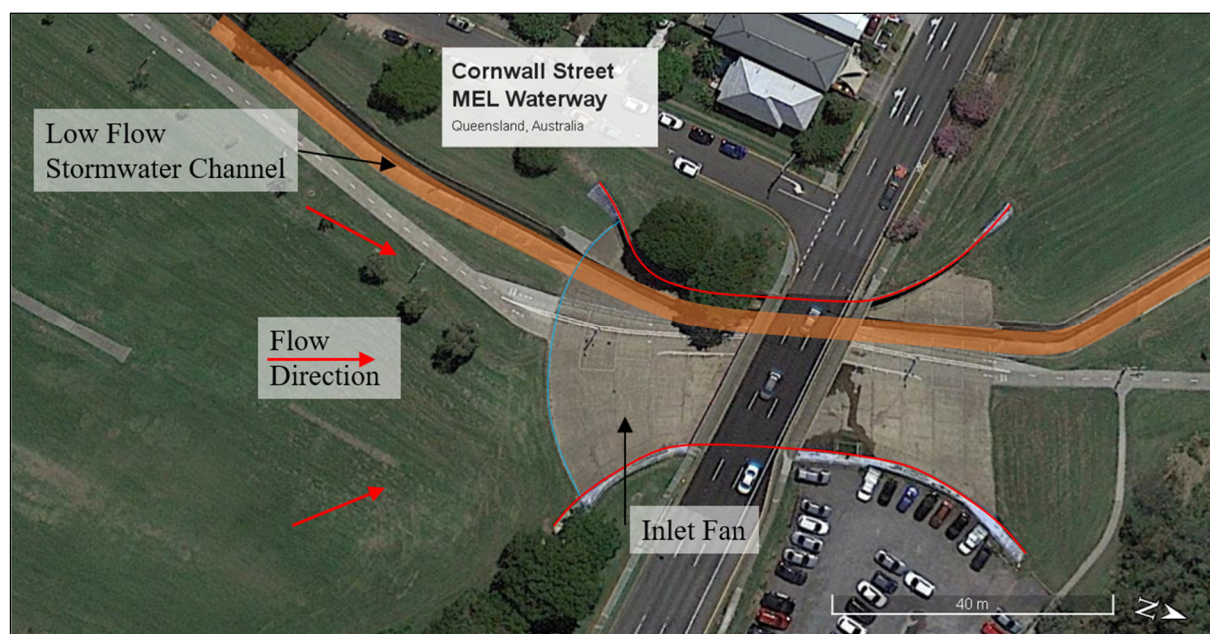 Cornwall Street
MEL Waterway
Queensland, Australia
Low Flow
Stormwater Channel
Flow
Direction
Inlet Fan
40 m
N